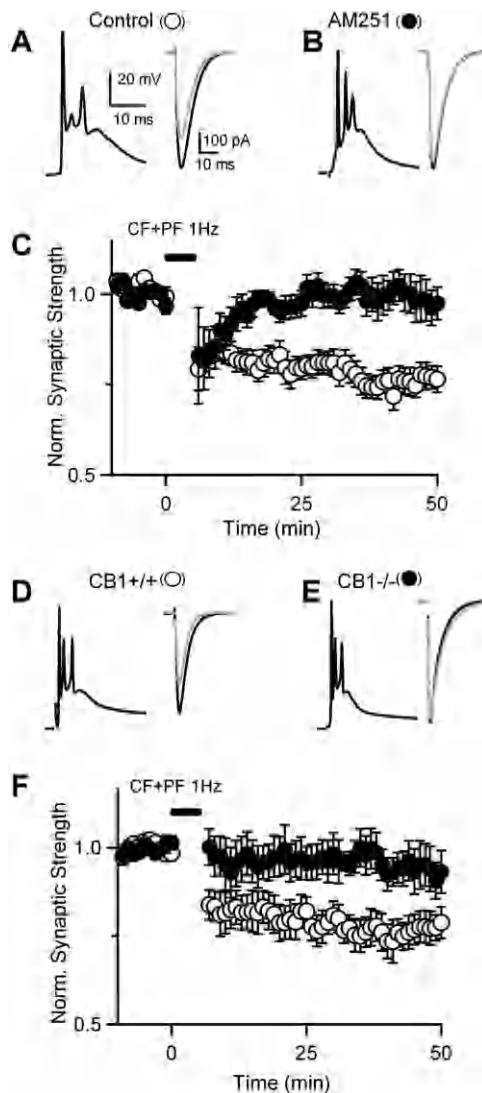 A Control (○) B AM251 (●)
20 mV
10 ms
100 pA
10 ms
C CF+PF 1Hz
Norm. Synaptic Strength
1.0
0.5
0 25 50
Time (min)
D CB1+/+(○) E CB1-/-(●)
F CF+PF 1Hz
Norm. Synaptic Strength
1.0
0.5
0 25 50
Time (min)